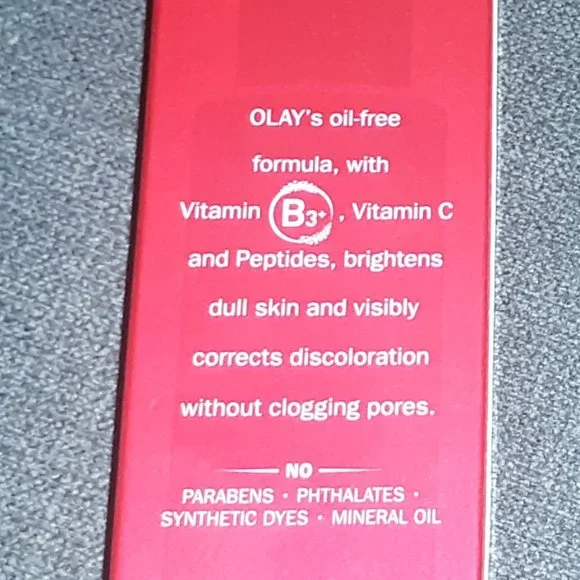 OLAY's oil-free
formula, with
Vitamin B3+, Vitamin C
and Peptides, brightens
dull skin and visibly
corrects discoloration
without clogging pores.
NO
PARABENS · PHTHALATES ·
SYNTHETIC DYES · MINERAL OIL